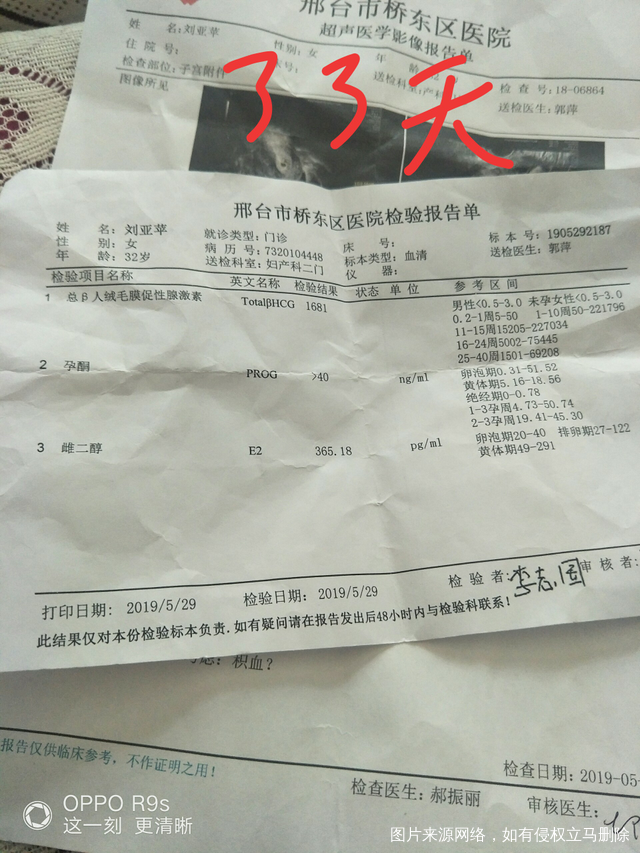 邢台市桥东区医院
超声医学影像报告单
姓 名:刘亚苹 性别:女 年 龄:
住院号: 检查号:18-06864
检查部位:子宫附件 送检科室:产科 送检医生:郭萍
图像所见
33天
邢台市桥东区医院检验报告单
姓 名:刘亚苹 就诊类型:门诊 床 号: 标本号:1905292187
性 别:女 病历号:7320104448 标本类型:血清 送检医生:郭萍
年 龄:32岁 送检科室:妇产科二门 仪 器:
检验项目名称 英文名称 检验结果 状态 单位 参考区间
1 总β人绒毛膜促性腺激素 TotalβHCG 1681 男性<0.5-3.0 未孕女性<0.5-3.0
0.2-1周5-50 1-10周50-221796
11-15周15205-227034
16-24周5002-75445
25-40周1501-69208
2 孕酮 PROG >40 ng/ml 卵泡期0.31-51.52
黄体期5.16-18.56
绝经期0-0.78
1-3孕周4.73-50.74
2-3孕周19.41-45.30
3 雌二醇 E2 365.18 pg/ml 卵泡期20-40 排卵期27-122
黄体期49-291
检验者:李志国 审核者:
打印日期: 2019/5/29 检验日期: 2019/5/29
此结果仅对本份检验标本负责.如有疑问请在报告发出后48小时内与检验科联系!
积血?
报告仅供临床参考,不作证明之用!
检查日期:2019-05-
检查医生:郝振丽 审核医生:
OPPO R9s
这一刻 更清晰
图片来源网络,如有侵权立马删除